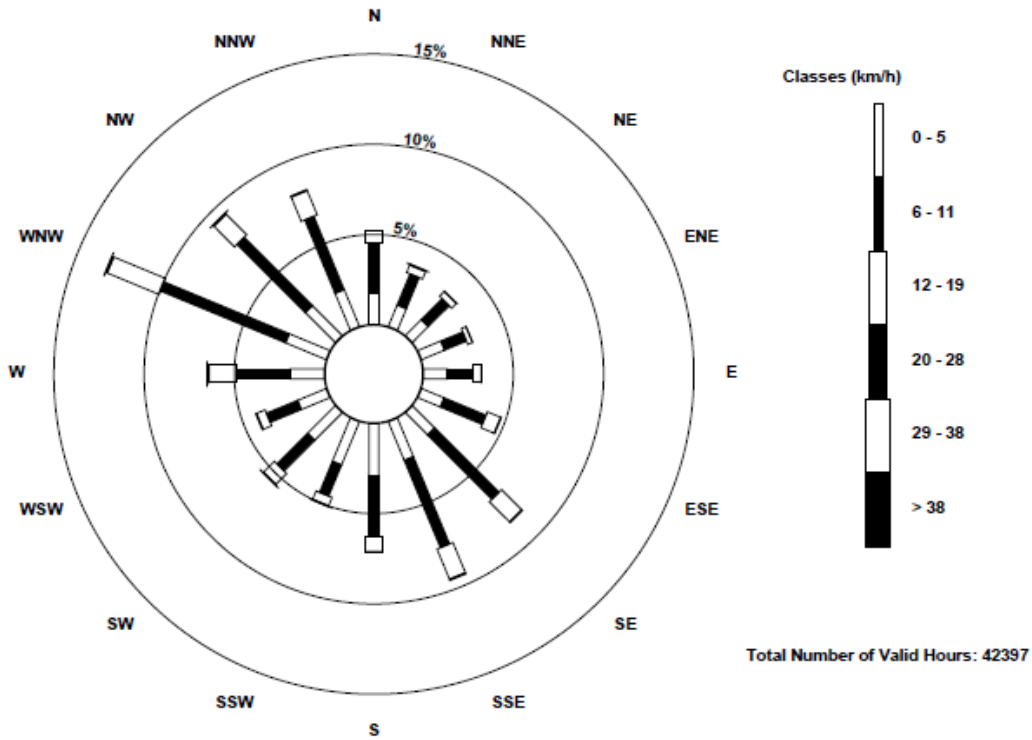 N
NNW
NNE
15%
Classes (km/h)
0 - 5
NW
NE
10%
6 - 11
WNW
5%
ENE
12 - 19
20 - 28
W
E
29 - 38
WSW
ESE
> 38
SW
SE
Total Number of Valid Hours: 42397
SSW
SSE
S